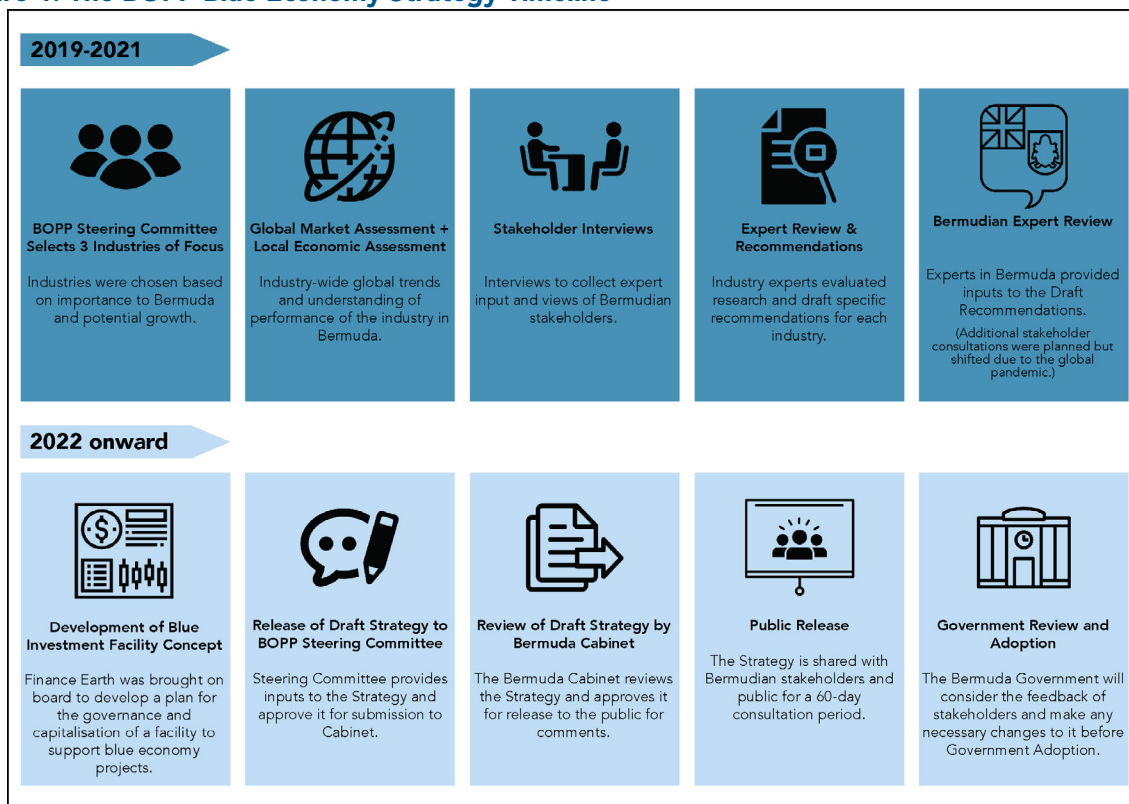 The BOPP Blue Economy Strategy Timeline
2019-2021
BOPP Steering Committee
Selects 3 Industries of Focus
Industries were chosen based
on importance to Bermuda
and potential growth.
Global Market Assessment +
Local Economic Assessment
Industry-wide global trends
and understanding of
performance of the industry in
Bermuda.
Stakeholder Interviews
Interviews to collect expert
input and views of Bermudian
stakeholders.
Expert Review &
Recommendations
Industry experts evaluated
research and draft specific
recommendations for each
industry.
Bermudian Expert Review
Experts in Bermuda provided
inputs to the Draft
Recommendations.
(Additional stakeholder
consultations were planned but
shifted due to the global
pandemic.)
2022 onward
Development of Blue
Investment Facility Concept
Finance Earth was brought on
board to develop a plan for
the governance and
capitalisation of a facility to
support blue economy
projects.
Release of Draft Strategy to
BOPP Steering Committee
Steering Committee provides
inputs to the Strategy and
approve it for submission to
Cabinet.
Review of Draft Strategy by
Bermuda Cabinet
The Bermuda Cabinet reviews
the Strategy and approves it
for release to the public for
comments.
Public Release
The Strategy is shared with
Bermudian stakeholders and
public for a 60-day
consultation period.
Government Review and
Adoption
The Bermuda Government will
consider the feedback of
stakeholders and make any
necessary changes to it before
Government Adoption.